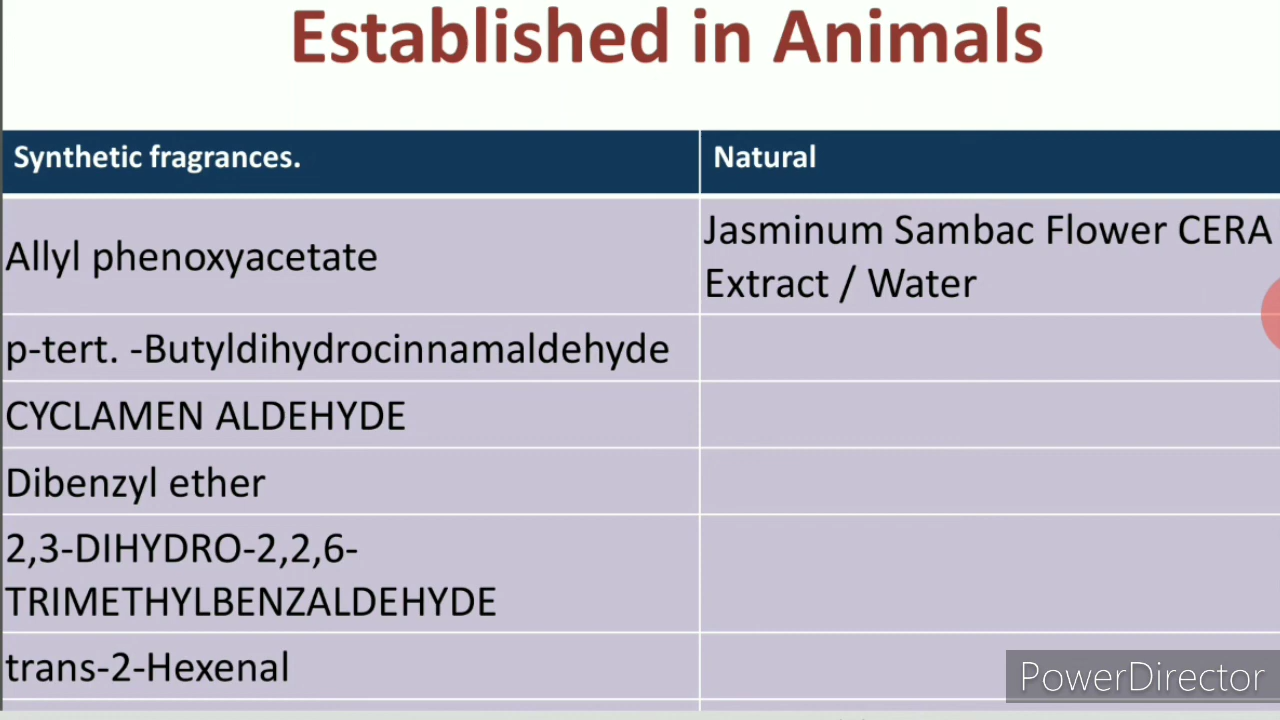 Established in Animals
Synthetic fragrances.
Natural
Allyl phenoxyacetate
Jasminum Sambac Flower CERA
Extract / Water
p-tert. -Butyldihydrocinnamaldehyde
CYCLAMEN ALDEHYDE
Dibenzyl ether
2,3-DIHYDRO-2,2,6-
TRIMETHYLBENZALDEHYDE
trans-2-Hexenal
PowerDirector